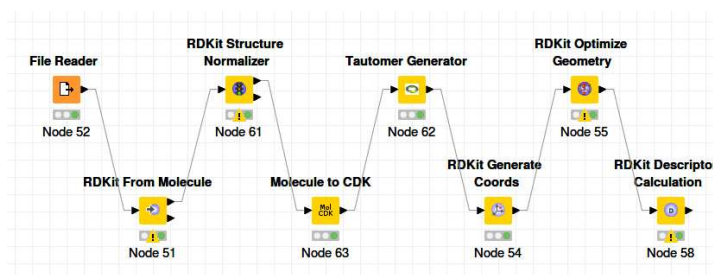 File Reader
Node 52
RDKit From Molecule
Node 51
RDKit Structure
Normalizer
Node 61
Molecule to CDK
Mol
CDK
Node 63
Tautomer Generator
Node 62
RDKit Generate
Coords
Node 54
RDKit Optimize
Geometry
Node 55
RDKit Descripto
Calculation
D
Node 58